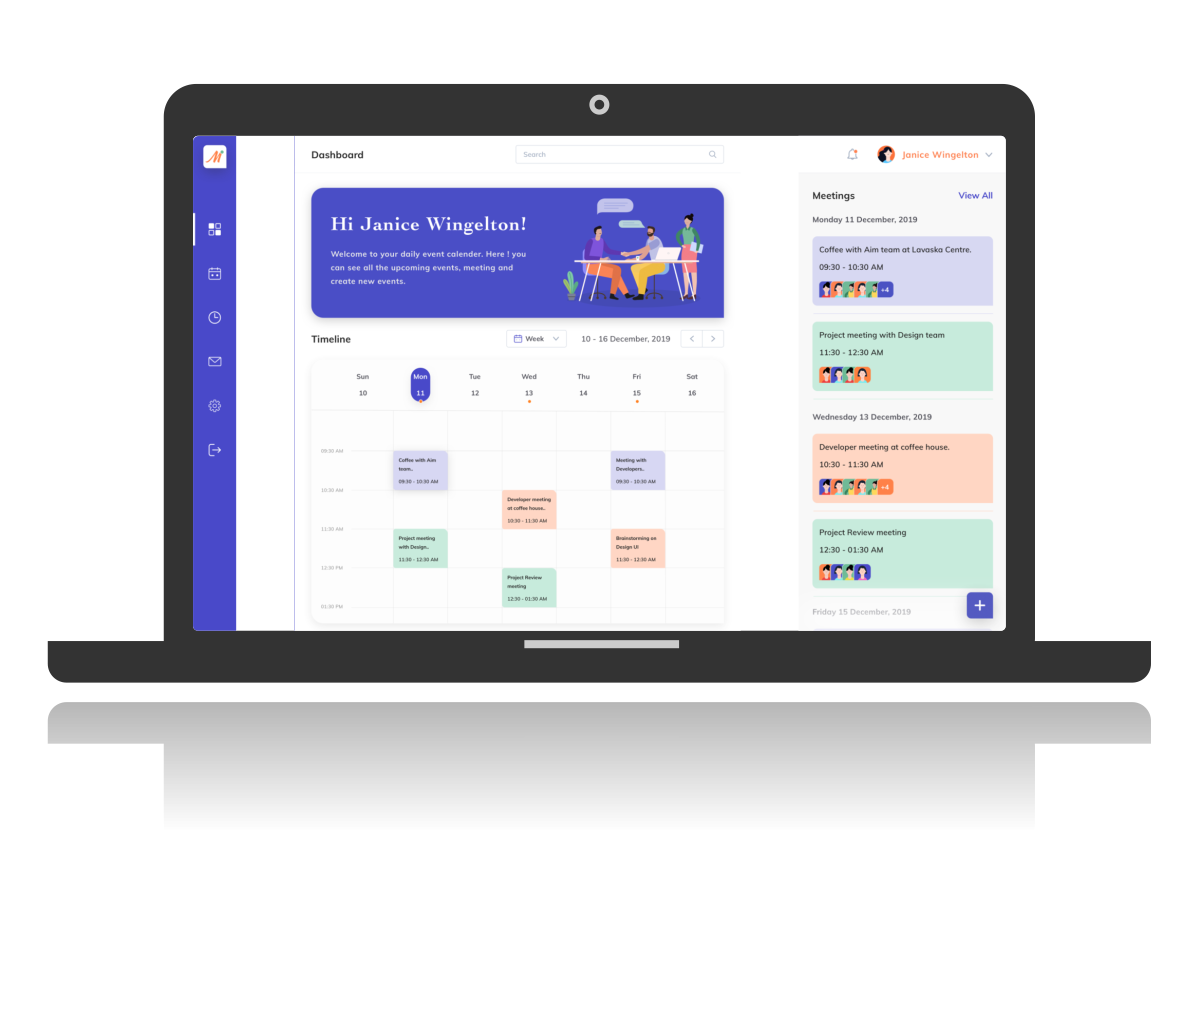 M
Dashboard
Search
Janice Wingelton
Hi Janice Wingelton!
Welcome to your daily event calender. Here ! you
can see all the upcoming events, meeting and
create new events.
Timeline
Week
10 - 16 December, 2019
Sun Mon Tue Wed Thu Fri Sat
10 11 12 13 14 15 16
09:30 AM
Coffee with Aim
team..
09:30 - 10:30 AM
Meeting with
Developers..
09:30 - 10:30 AM
10:30 AM
Developer meeting
at coffee house..
10:30 - 11:30 AM
11:30 AM
Project meeting
with Design..
11:30 - 12:30 AM
Brainstorming on
Design UI
11:30 - 12:30 AM
12:30 PM
Project Review
meeting
12:30 - 01:30 AM
01:30 PM
Meetings
View All
Monday 11 December, 2019
Coffee with Aim team at Lavaska Centre.
09:30 - 10:30 AM
+4
Project meeting with Design team
11:30 - 12:30 AM
Wednesday 13 December, 2019
Developer meeting at coffee house.
10:30 - 11:30 AM
+4
Project Review meeting
12:30 - 01:30 AM
Friday 15 December, 2019
+